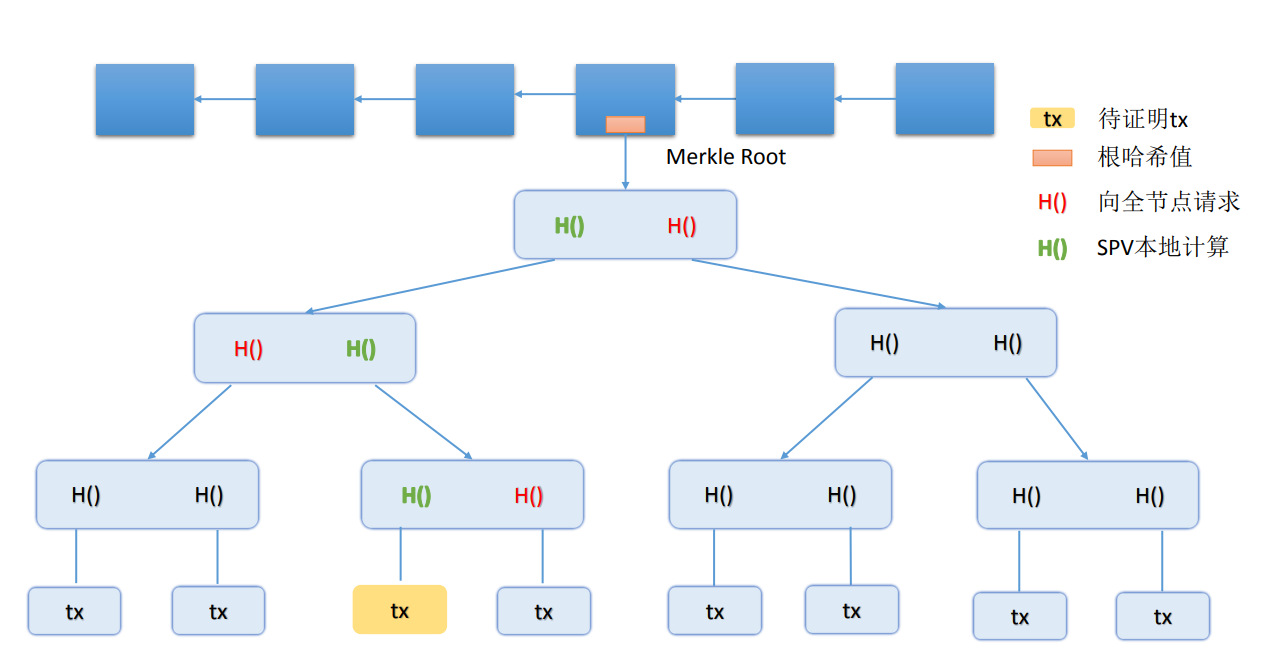 tx 待证明tx
Merkle Root 根哈希值
H() 向全节点请求
H() H()
H() SPV本地计算
H() H() H() H()
H() H() H() H() H() H() H() H()
tx tx tx tx tx tx tx tx